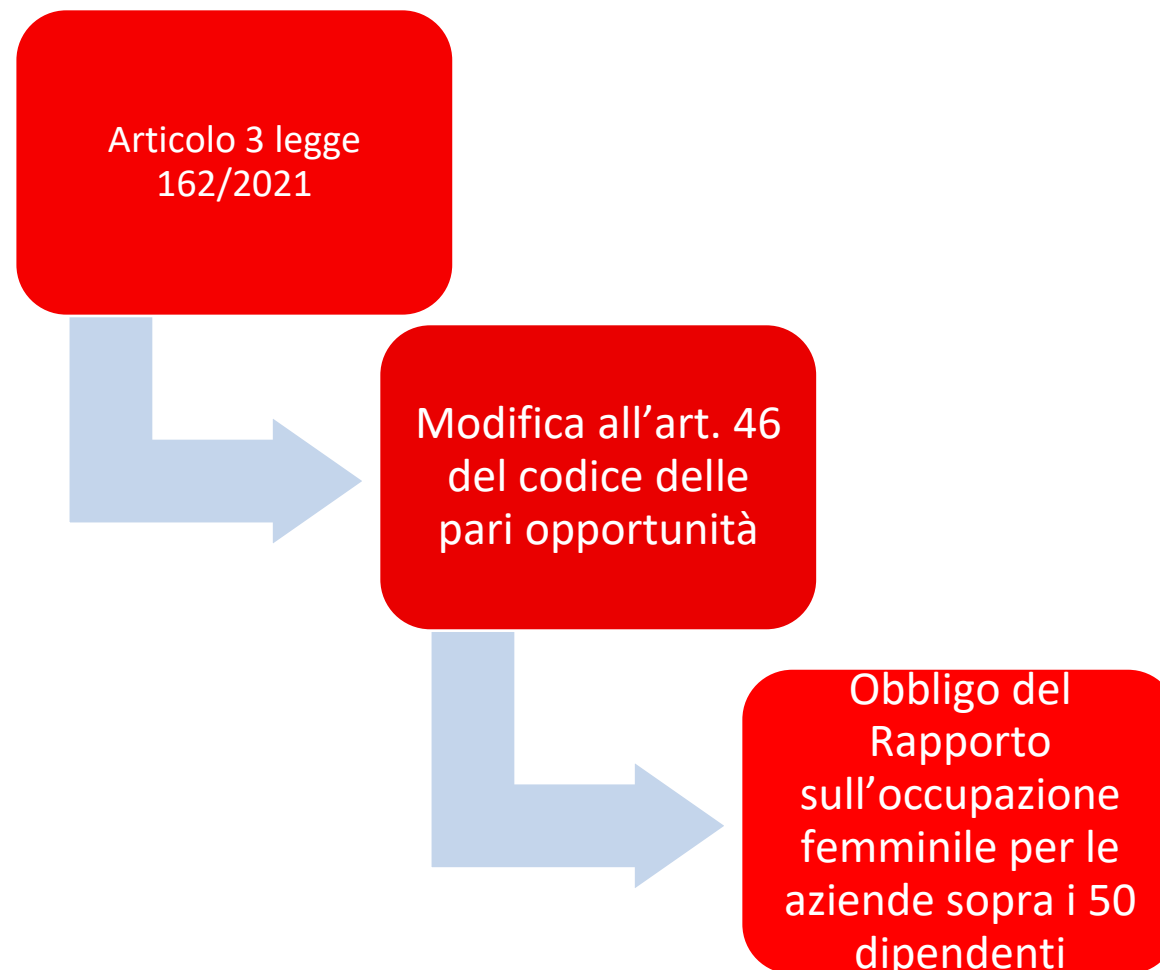 Articolo 3 legge
162/2021
Modifica all’art. 46
del codice delle
pari opportunità
Obbligo del
Rapporto
sull’occupazione
femminile per le
aziende sopra i 50
dipendenti